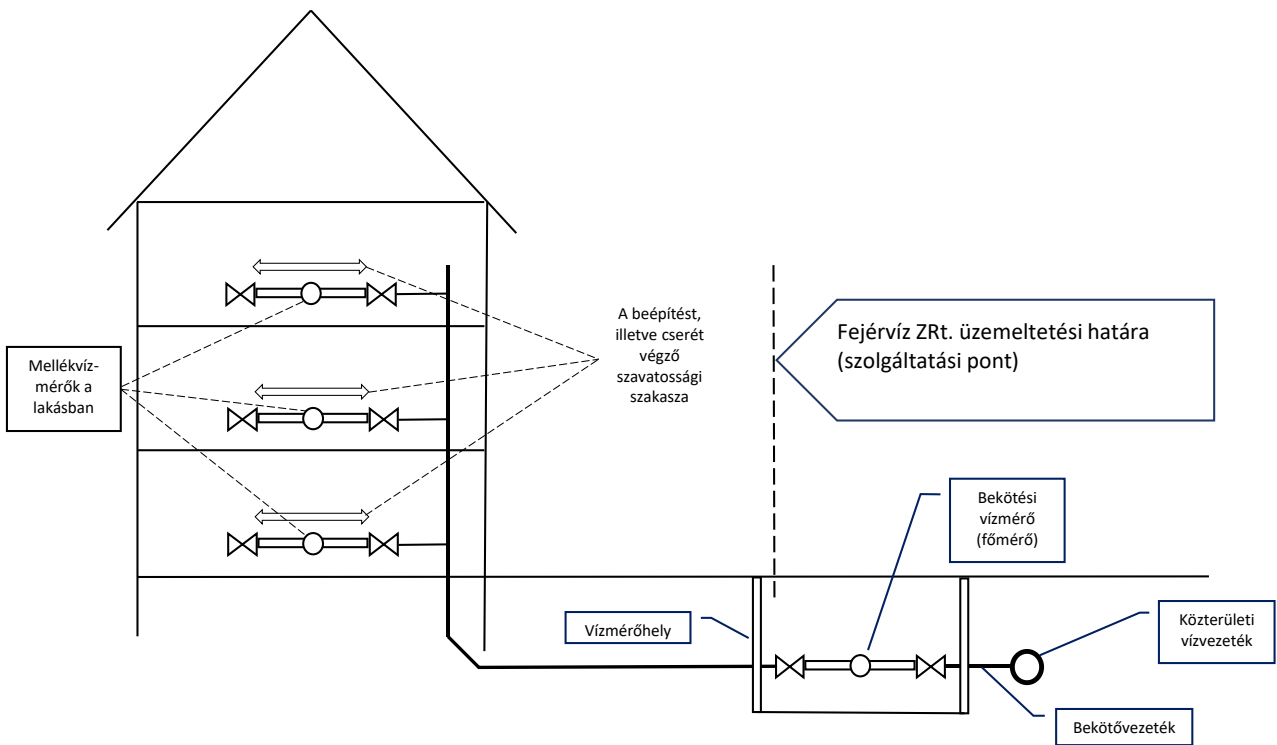 A beépítést,
illetve cserét
végző
szavatossági
szakasza
Fejérvíz ZRt. üzemeltetési határa
(szolgáltatási pont)
Mellékvíz-
mérők a
lakásban
Bekötési
vízmérő
(főmérő)
Vízmérőhely
Közterületi
vízvezeték
Bekötővezeték